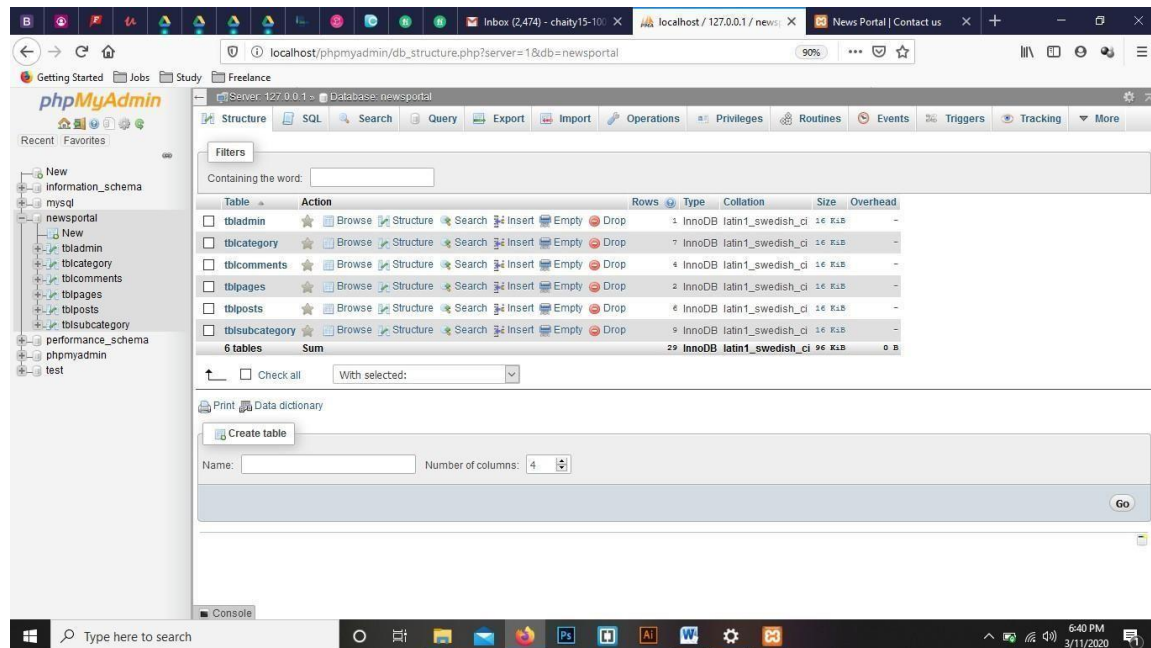 B
Inbox (2,474) - chaity15-100
localhost / 127.0.0.1 / news
News Portal | Contact us
localhost/phpmyadmin/db_structure.php?server=1&db=newsportal
90%
Getting Started Jobs Study Freelance
phpMyAdmin
Recent Favorites
New
information_schema
mysql
newsportal
New
tbladmin
tblcategory
tblcomments
tblpages
tblposts
tblsubcategory
performance_schema
phpmyadmin
test
Server: 127.0.0.1 » Database: newsportal
Structure SQL Search Query Export Import Operations Privileges Routines Events Triggers Tracking More
Filters
Containing the word:
Table Action Rows Type Collation Size Overhead
tbladmin Browse Structure Search Insert Empty Drop 1 InnoDB latin1_swedish_ci 16 KiB -
tblcategory Browse Structure Search Insert Empty Drop 7 InnoDB latin1_swedish_ci 16 KiB -
tblcomments Browse Structure Search Insert Empty Drop 4 InnoDB latin1_swedish_ci 16 KiB -
tblpages Browse Structure Search Insert Empty Drop 2 InnoDB latin1_swedish_ci 16 KiB -
tblposts Browse Structure Search Insert Empty Drop 6 InnoDB latin1_swedish_ci 16 KiB -
tblsubcategory Browse Structure Search Insert Empty Drop 9 InnoDB latin1_swedish_ci 16 KiB -
6 tables Sum 29 InnoDB latin1_swedish_ci 96 KiB 0 B
Check all With selected:
Print Data dictionary
Create table
Name: Number of columns: 4
Go
Console
Type here to search
Ps
Ai
W
6:40 PM
3/11/2020